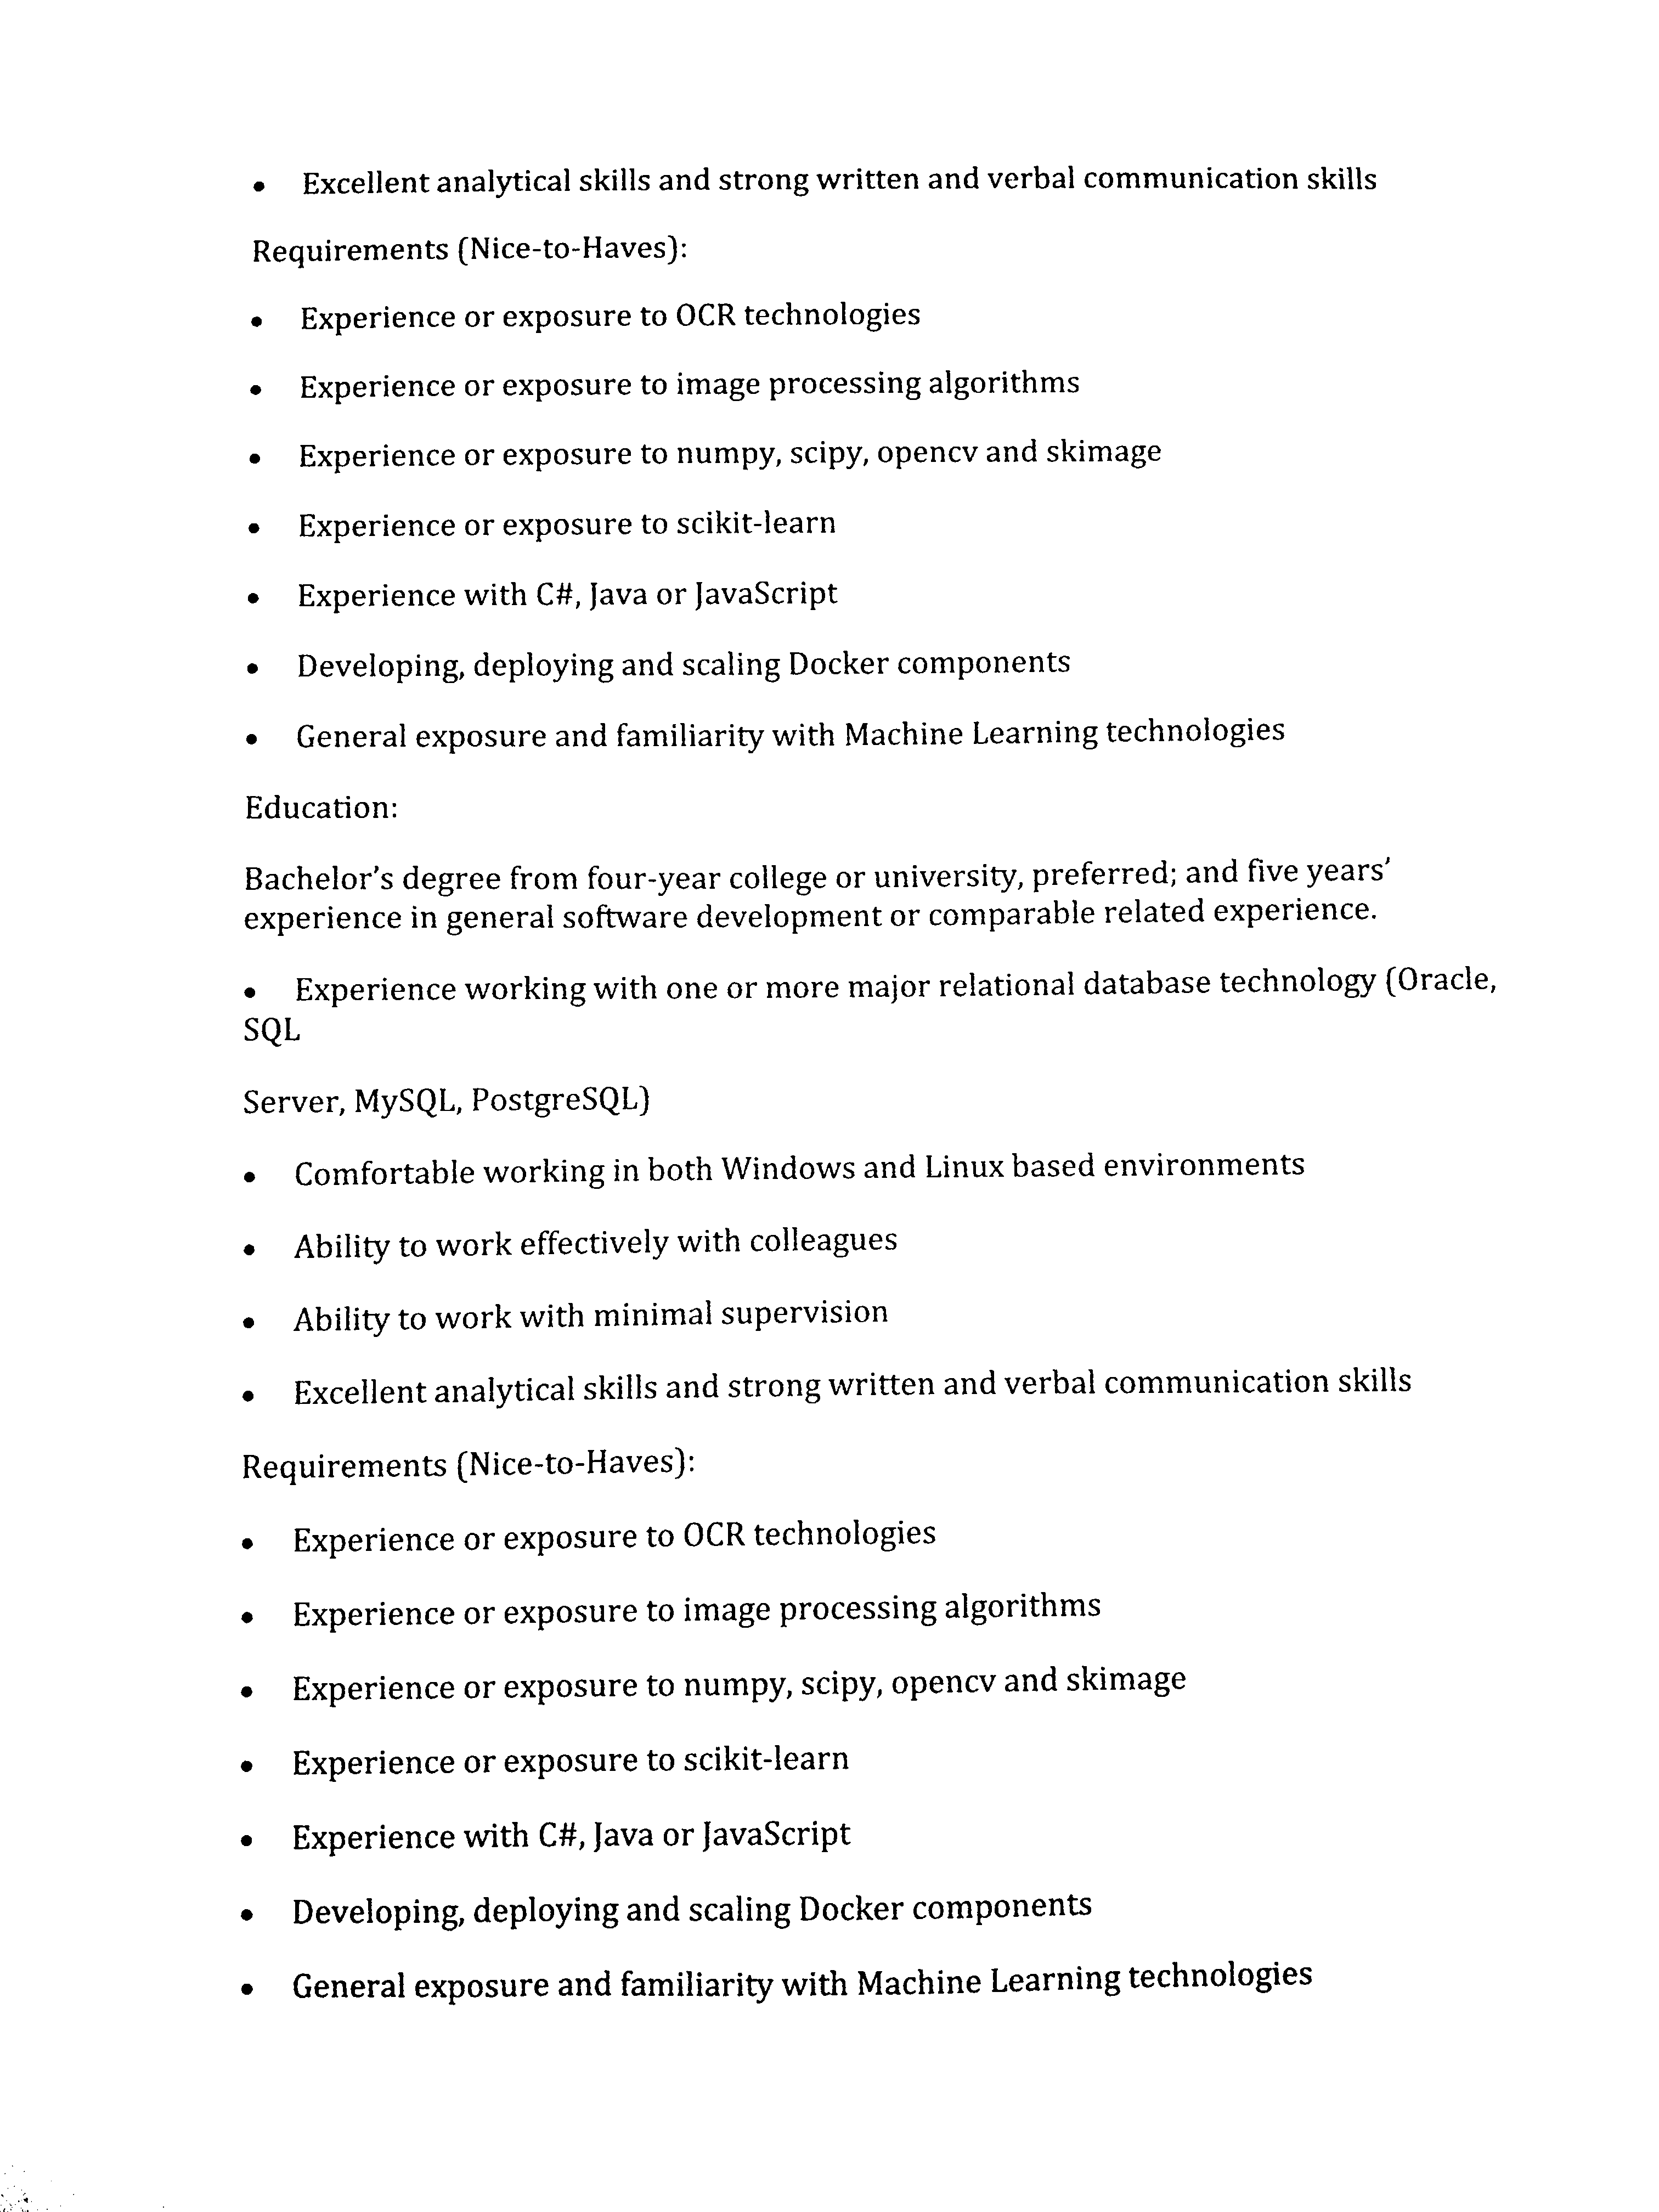 • Excellent analytical skills and strong written and verbal communication skills
Requirements (Nice-to-Haves):
• Experience or exposure to OCR technologies
• Experience or exposure to image processing algorithms
• Experience or exposure to numpy, scipy, opencv and skimage
• Experience or exposure to scikit-learn
• Experience with C#, Java or JavaScript
• Developing, deploying and scaling Docker components
• General exposure and familiarity with Machine Learning technologies
Education:
Bachelor’s degree from four-year college or university, preferred; and five years’
experience in general software development or comparable related experience.
• Experience working with one or more major relational database technology (Oracle,
SQL
Server, MySQL, PostgreSQL)
• Comfortable working in both Windows and Linux based environments
• Ability to work effectively with colleagues
• Ability to work with minimal supervision
• Excellent analytical skills and strong written and verbal communication skills
Requirements (Nice-to-Haves):
• Experience or exposure to OCR technologies
• Experience or exposure to image processing algorithms
• Experience or exposure to numpy, scipy, opencv and skimage
• Experience or exposure to scikit-learn
• Experience with C#, Java or JavaScript
• Developing, deploying and scaling Docker components
• General exposure and familiarity with Machine Learning technologies